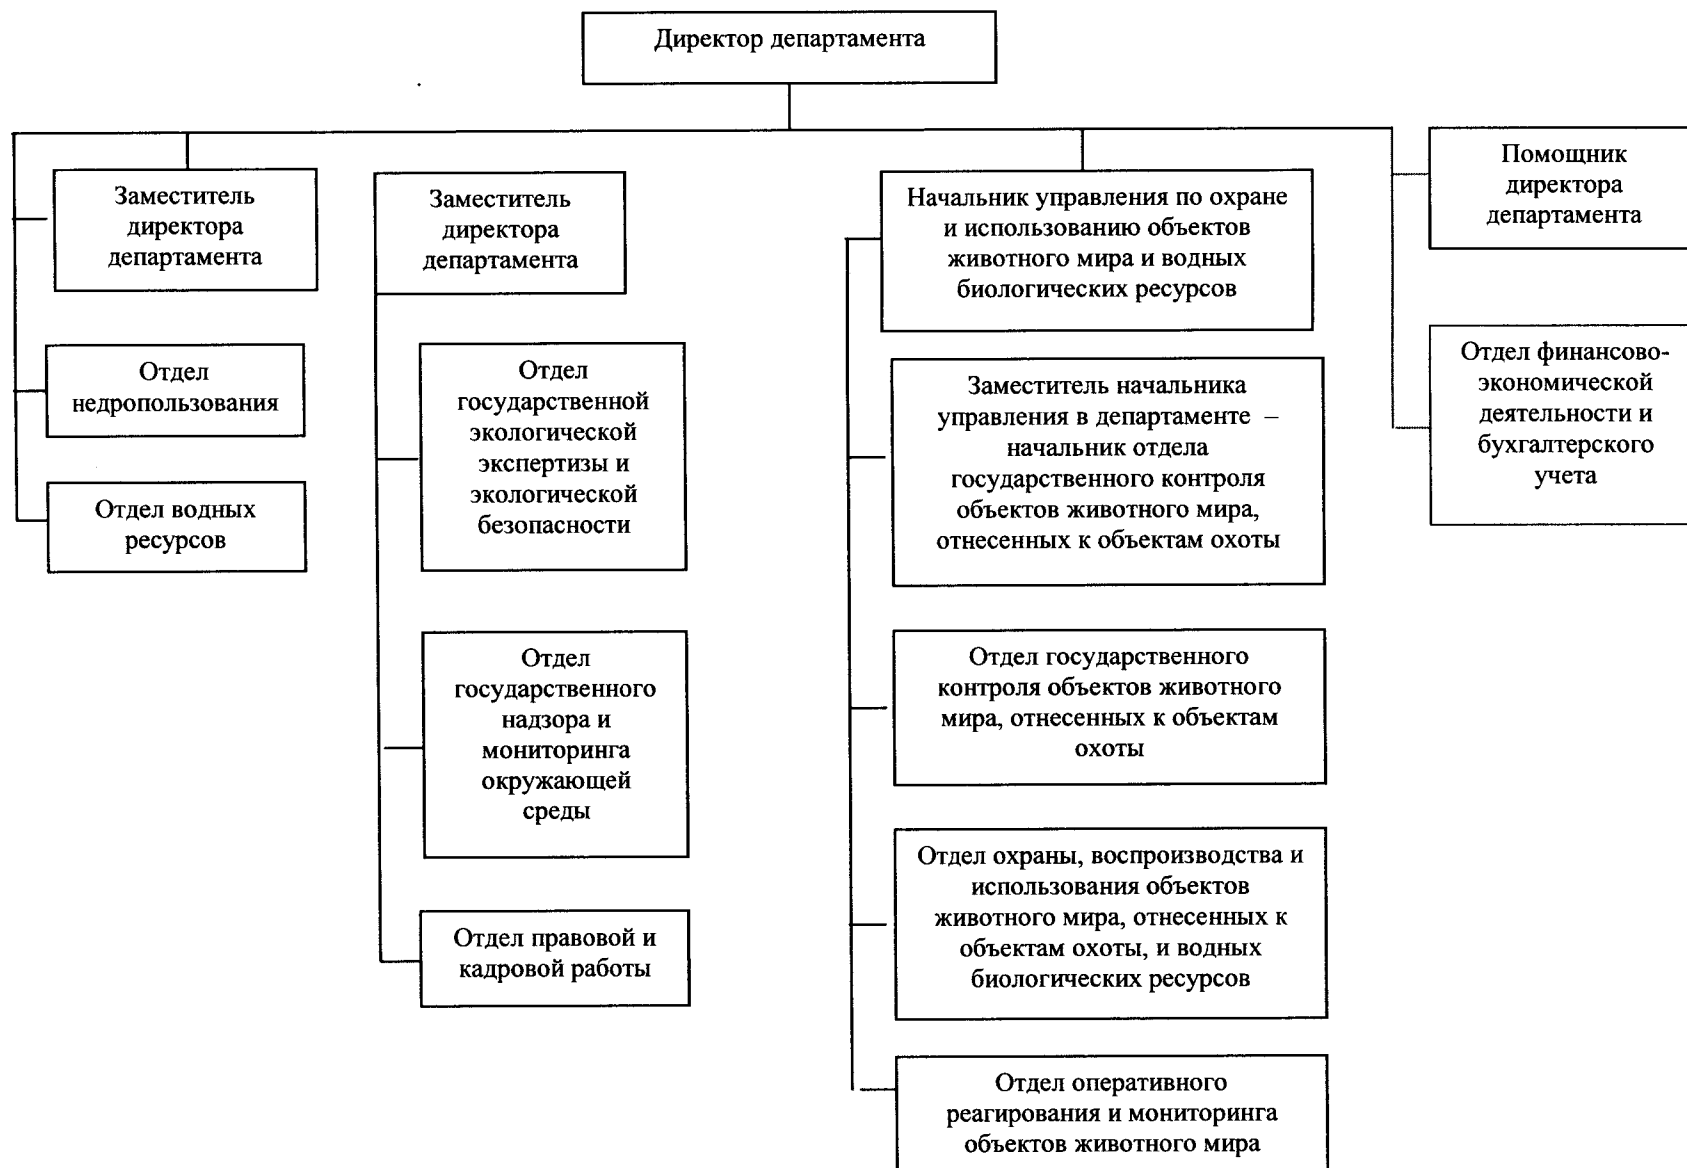 Директор департамента
Заместитель
директора
департамента
Отдел
недропользования
Отдел водных
ресурсов
Заместитель
директора
департамента
Отдел
государственной
экологической
экспертизы и
экологической
безопасности
Отдел
государственного
надзора и
мониторинга
окружающей
среды
Отдел правовой и
кадровой работы
Начальник управления по охране
и использованию объектов
животного мира и водных
биологических ресурсов
Заместитель начальника
управления в департаменте –
начальник отдела
государственного контроля
объектов животного мира,
отнесенных к объектам охоты
Отдел государственного
контроля объектов животного
мира, отнесенных к объектам
охоты
Отдел охраны, воспроизводства и
использования объектов
животного мира, отнесенных к
объектам охоты, и водных
биологических ресурсов
Отдел оперативного
реагирования и мониторинга
объектов животного мира
Помощник
директора
департамента
Отдел финансово-
экономической
деятельности и
бухгалтерского
учета